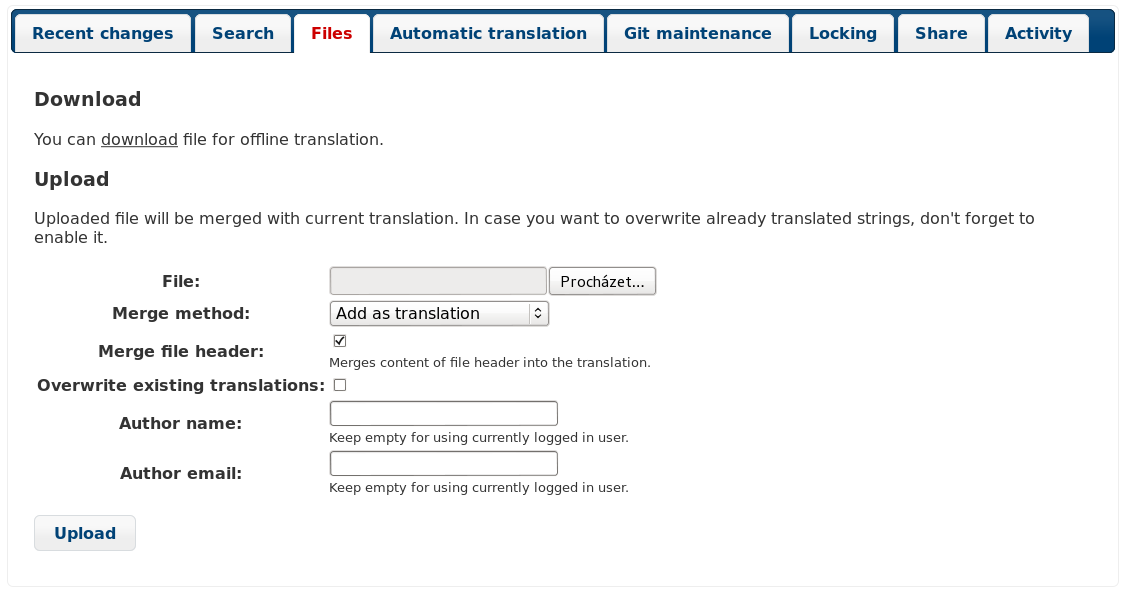 Recent changes Search Files Automatic translation Git maintenance Locking Share Activity
Download
You can download file for offline translation.
Upload
Uploaded file will be merged with current translation. In case you want to overwrite already translated strings, don't forget to
enable it.
File: Procházet...
Merge method: Add as translation
Merge file header:
Merges content of file header into the translation.
Overwrite existing translations:
Author name:
Keep empty for using currently logged in user.
Author email:
Keep empty for using currently logged in user.
Upload